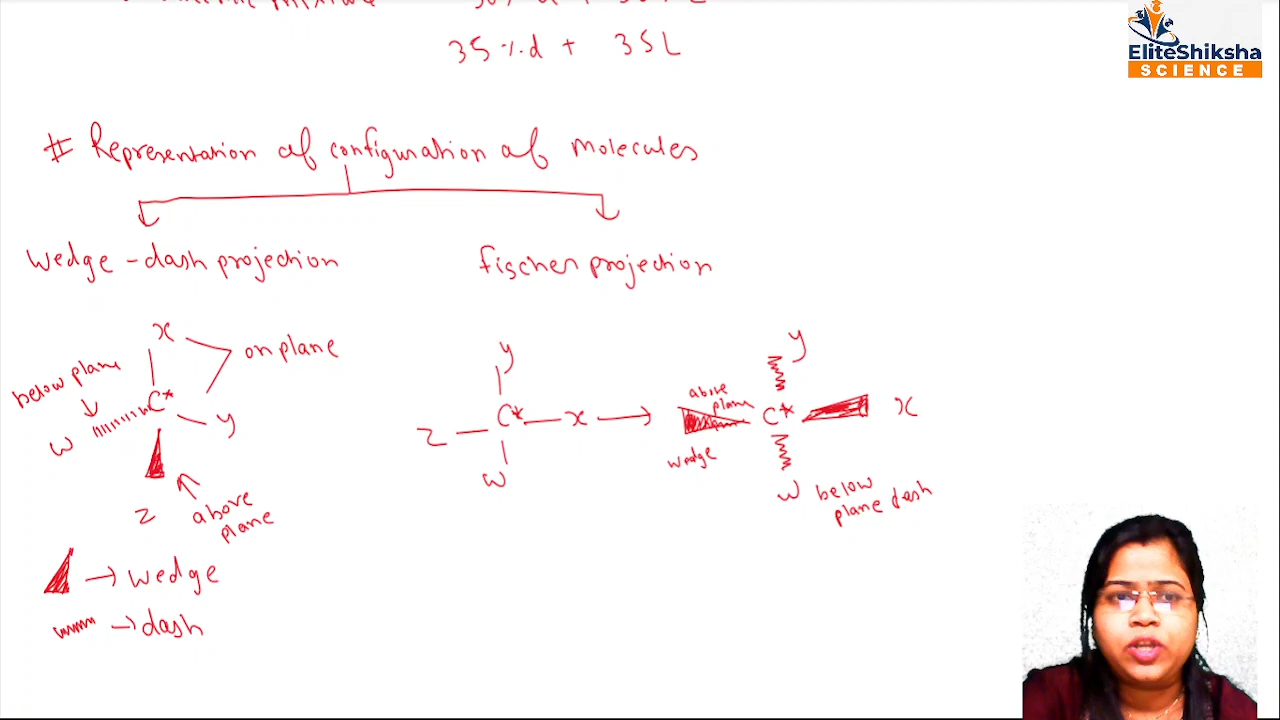 35 % d + 35 L
EliteShiksha
SCIENCE
# Representation of configuration of molecules
Wedge-dash projection
fischer projection
x
on plane
below plane
C*
w
y
z
above plane
wedge
dash
y
z C* x
w
y
above plane
C* x
wedge
w below plane dash